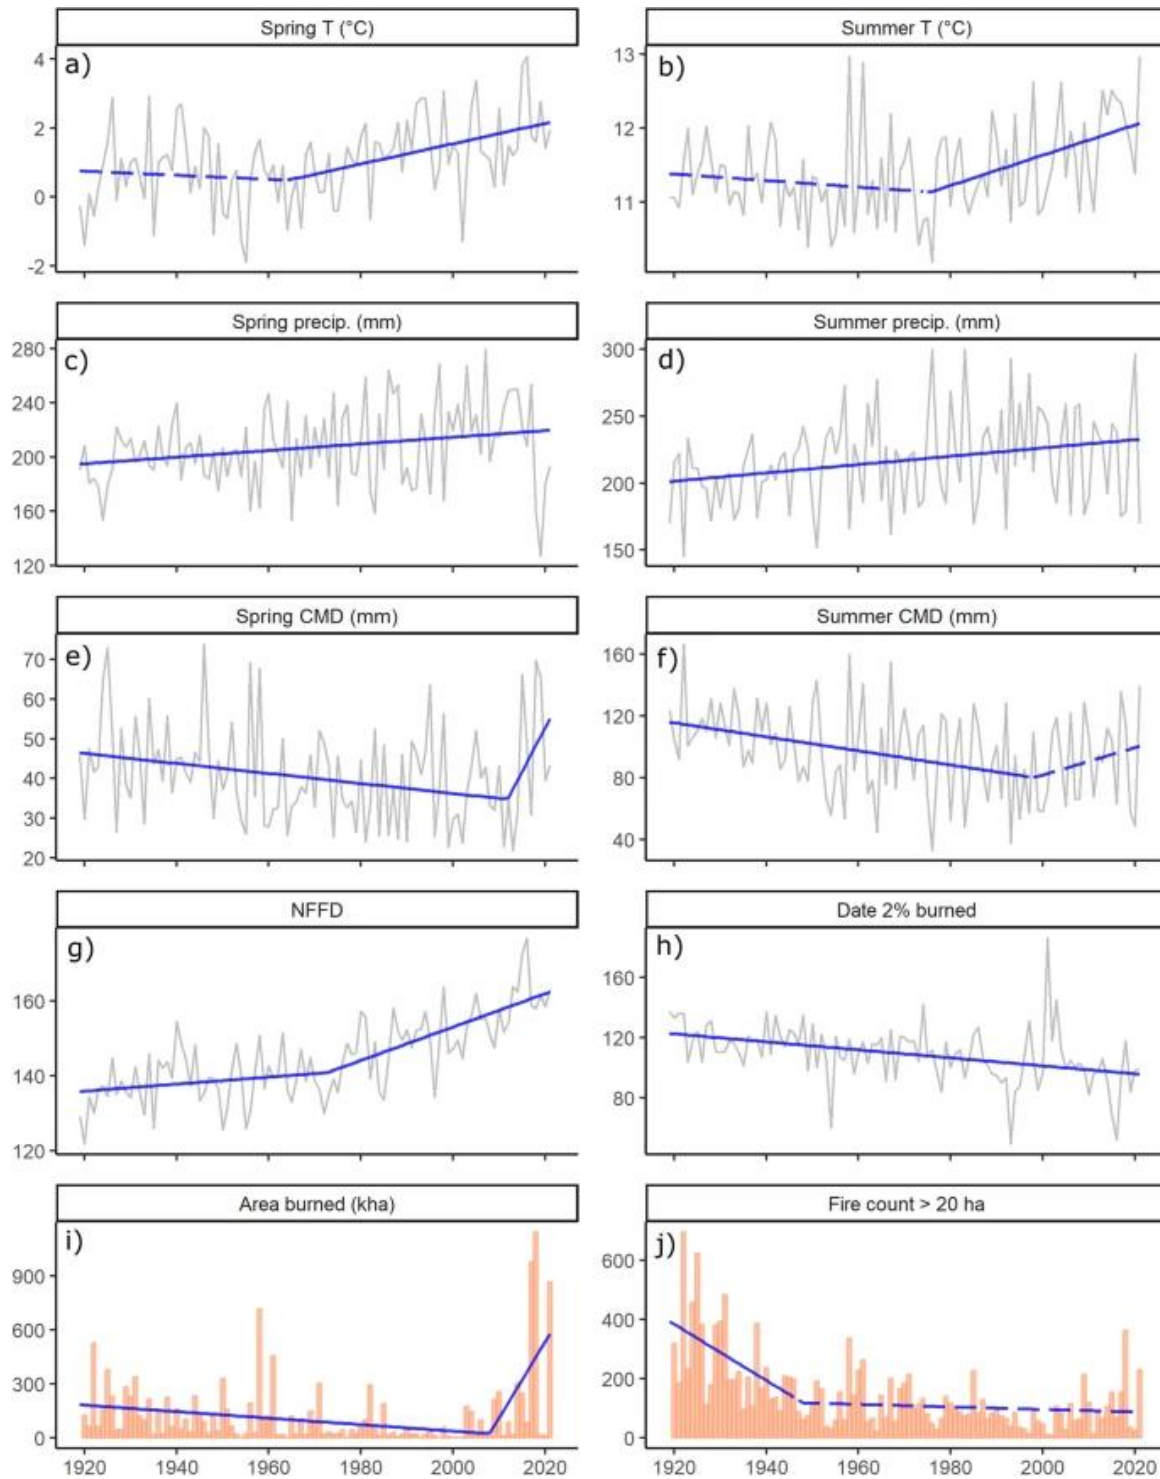 Spring T (°C)
Summer T (°C)
a)
4
2
0
-2
b)
13
12
11
Spring precip. (mm)
Summer precip. (mm)
c)
280
240
200
160
120
d)
300
250
200
150
Spring CMD (mm)
Summer CMD (mm)
e)
70
60
50
40
30
20
f)
160
120
80
40
NFFD
Date 2% burned
g)
160
140
120
h)
160
120
80
Area burned (kha)
Fire count > 20 ha
i)
900
600
300
0
j)
600
400
200
0
1920 1940 1960 1980 2000 2020
1920 1940 1960 1980 2000 2020